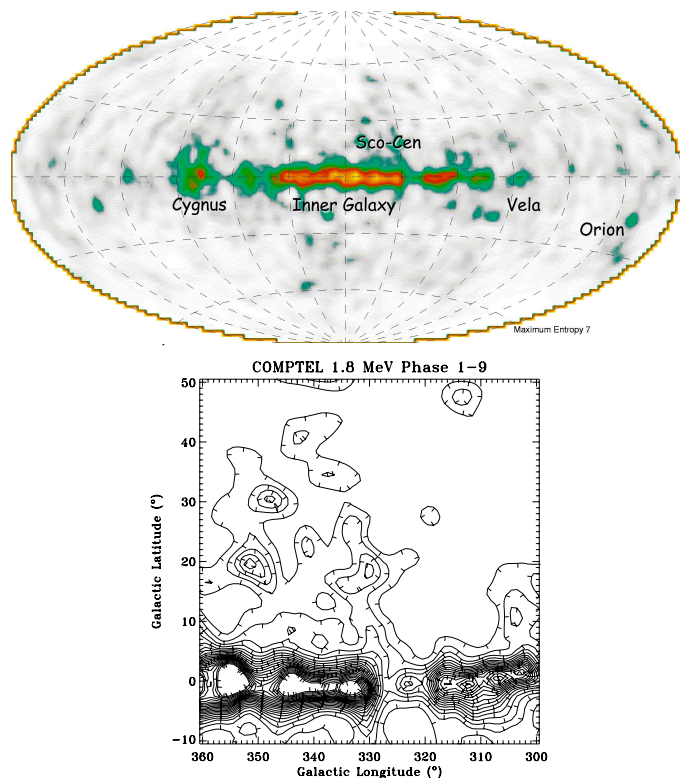 Sco-Cen
Cygnus
Inner Galaxy
Vela
Orion
Maximum Entropy 7
COMPTEL 1.8 MeV Phase 1-9
50
40
30
20
10
0
-10
Galactic Latitude (°)
360 350 340 330 320 310 300
Galactic Longitude (°)